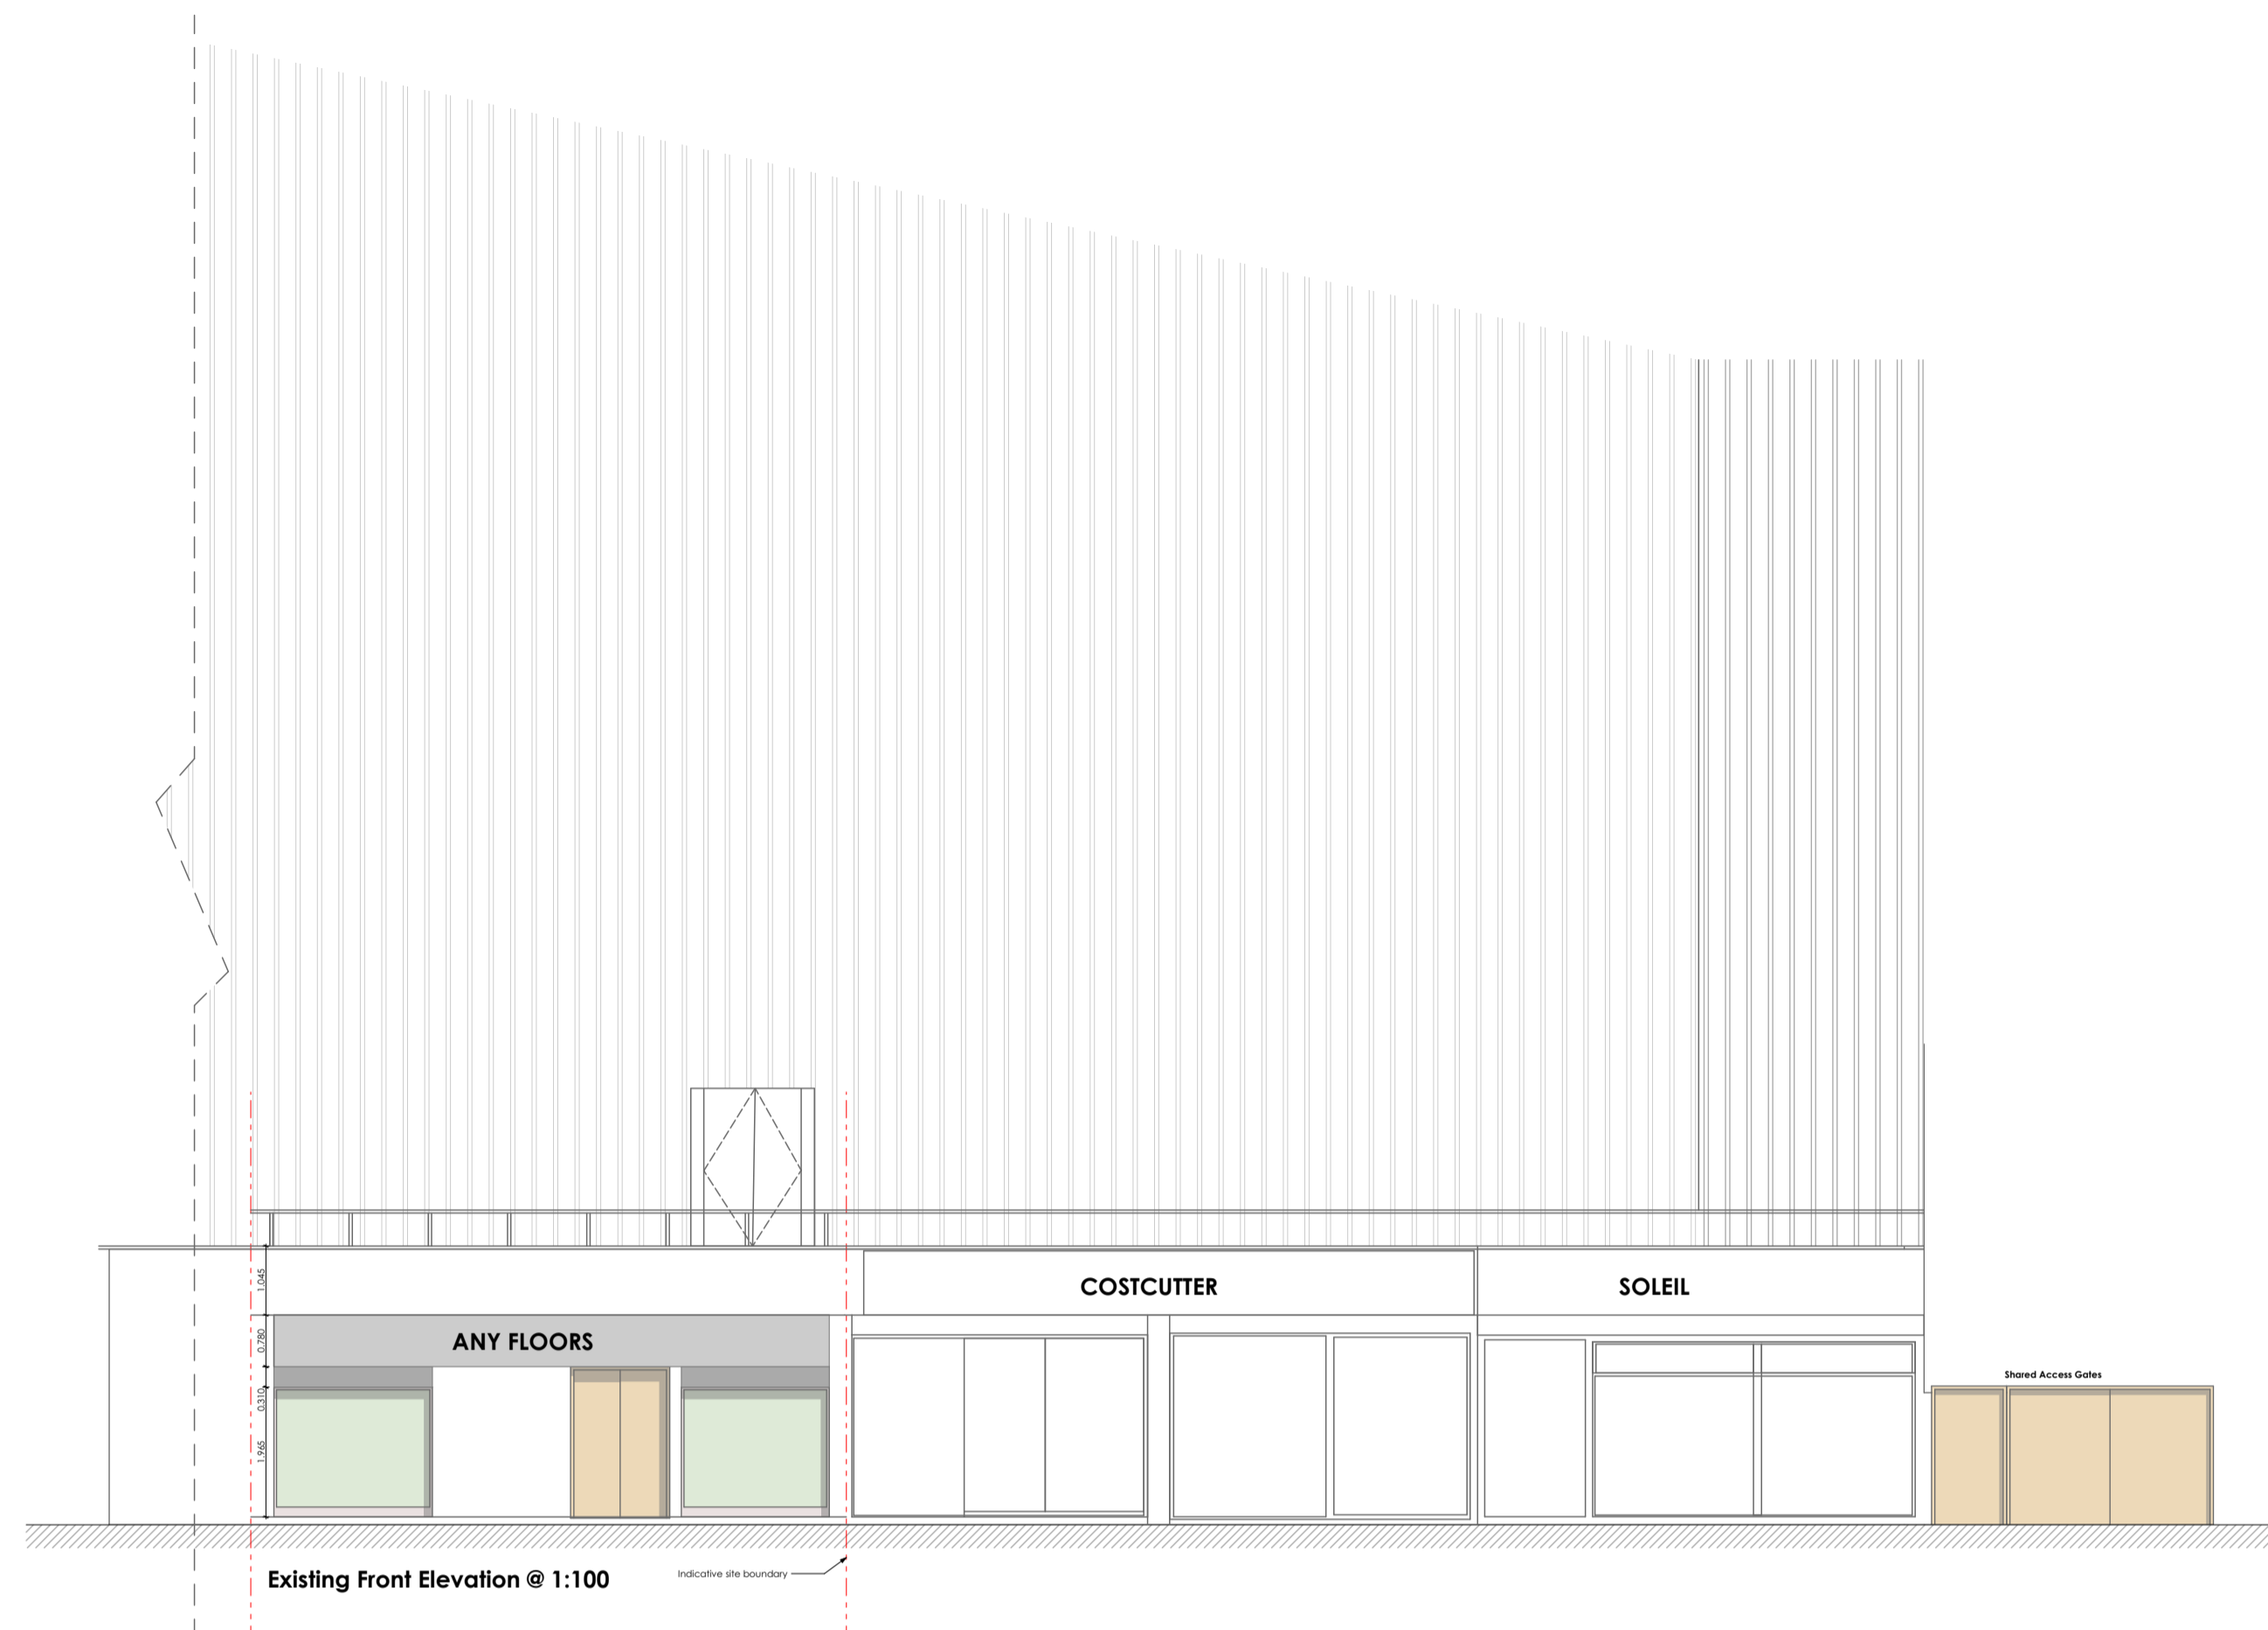 1.045
COSTCUTTER
SOLEIL
0.780
ANY FLOORS
0.310
Shared Access Gates
1.965
Existing Front Elevation @ 1:100
Indicative site boundary